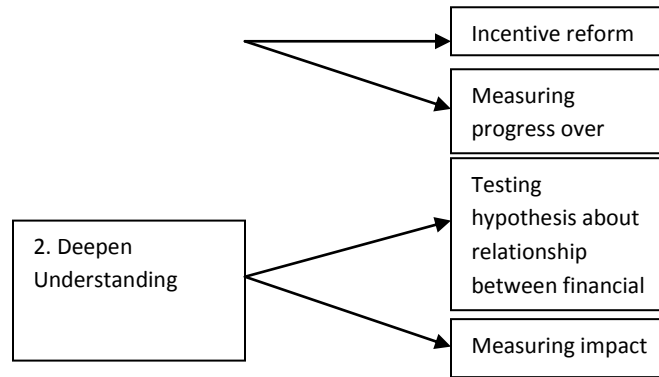 Incentive reform
Measuring
progress over
Testing
hypothesis about
relationship
between financial
2. Deepen
Understanding
Measuring impact